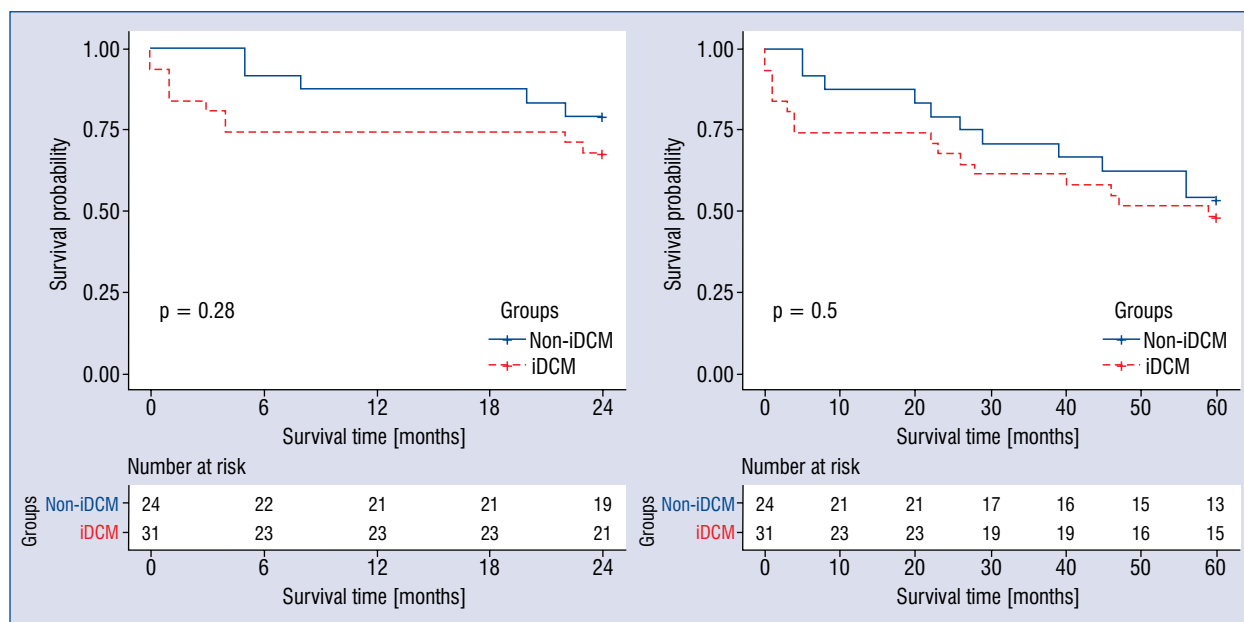 1.00
0.75
0.50
0.25
0.00
Survival probability
p = 0.28
Groups
Non-iDCM
iDCM
0 6 12 18 24
Survival time [months]
Number at risk
Groups
Non-iDCM 24 22 21 21 19
iDCM 31 23 23 23 21
0 6 12 18 24
Survival time [months]
1.00
0.75
0.50
0.25
0.00
Survival probability
p = 0.5
Groups
Non-iDCM
iDCM
0 10 20 30 40 50 60
Survival time [months]
Number at risk
Groups
Non-iDCM 24 21 21 17 16 15 13
iDCM 31 23 23 19 19 16 15
0 10 20 30 40 50 60
Survival time [months]